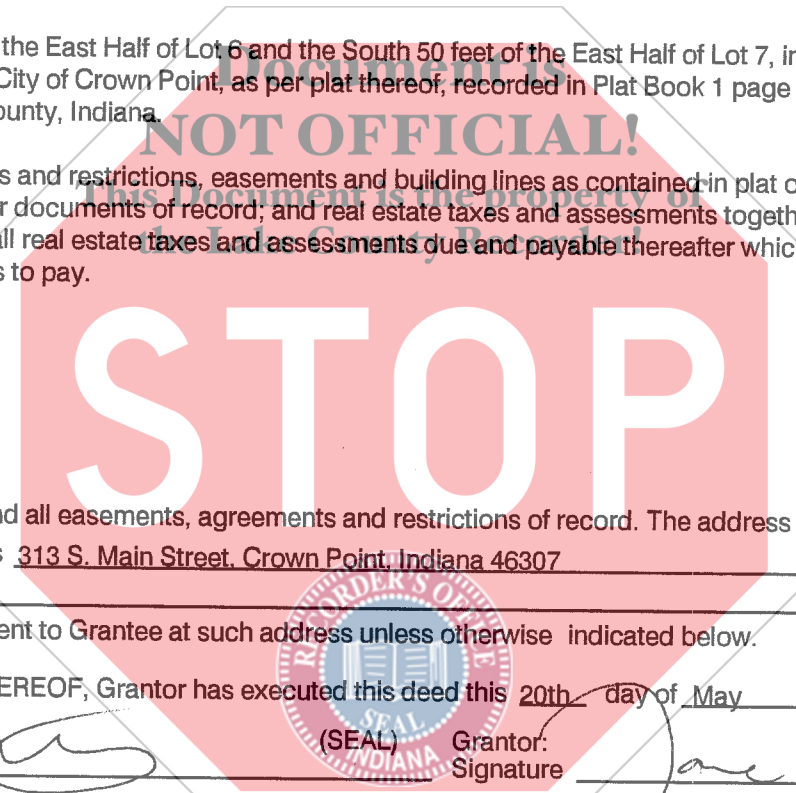 the East Half of Lot 6 and the South 50 feet of the East Half of Lot 7, in
City of Crown Point, as per plat thereof, recorded in Plat Book 1 page
ounty, Indiana.
Document is
NOT OFFICIAL!
This Document is the property of
the Lake County Recorder!
s and restrictions, easements and building lines as contained in plat o
r documents of record; and real estate taxes and assessments togeth
ll real estate taxes and assessments due and payable thereafter whic
s to pay.
STOP
nd all easements, agreements and restrictions of record. The address
s 313 S. Main Street, Crown Point, Indiana 46307
ent to Grantee at such address unless otherwise indicated below.
EREOF, Grantor has executed this deed this 20th day of May
(SEAL) Grantor:
Signature
RECORDER'S OFFICE
SEAL
INDIANA